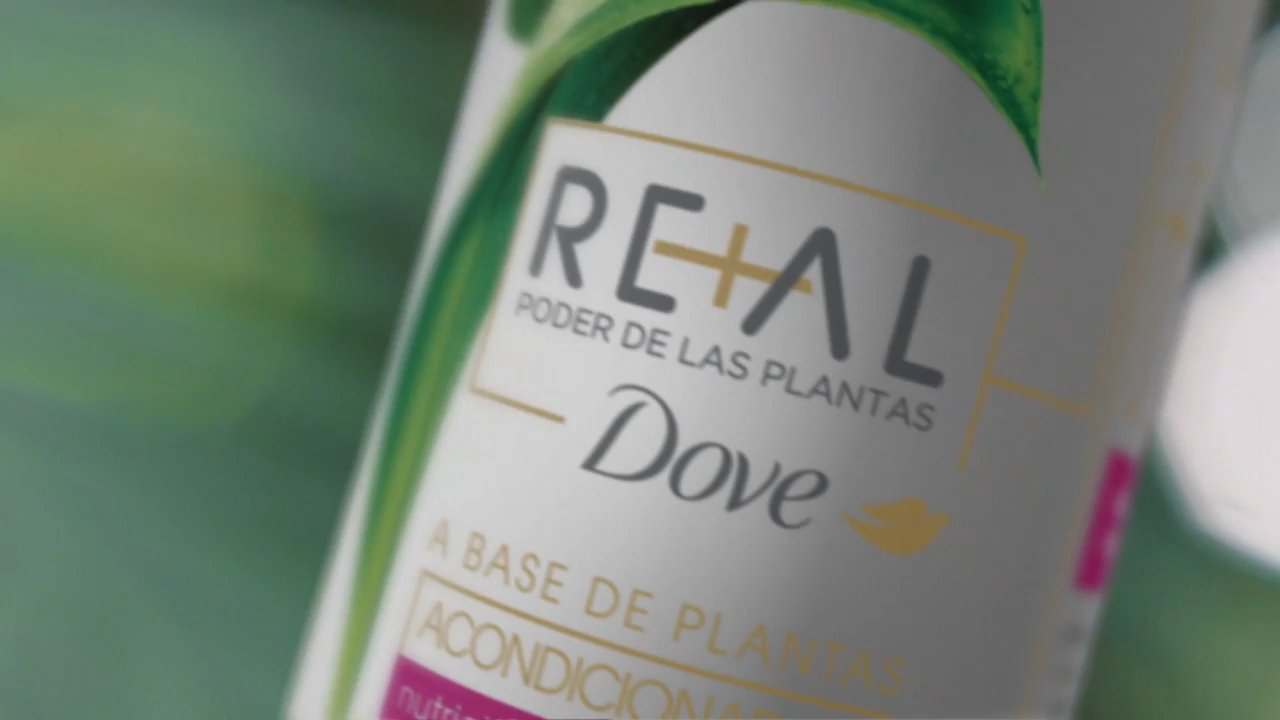 RE+AL
PODER DE LAS PLANTAS
Dove
A BASE DE PLANTAS